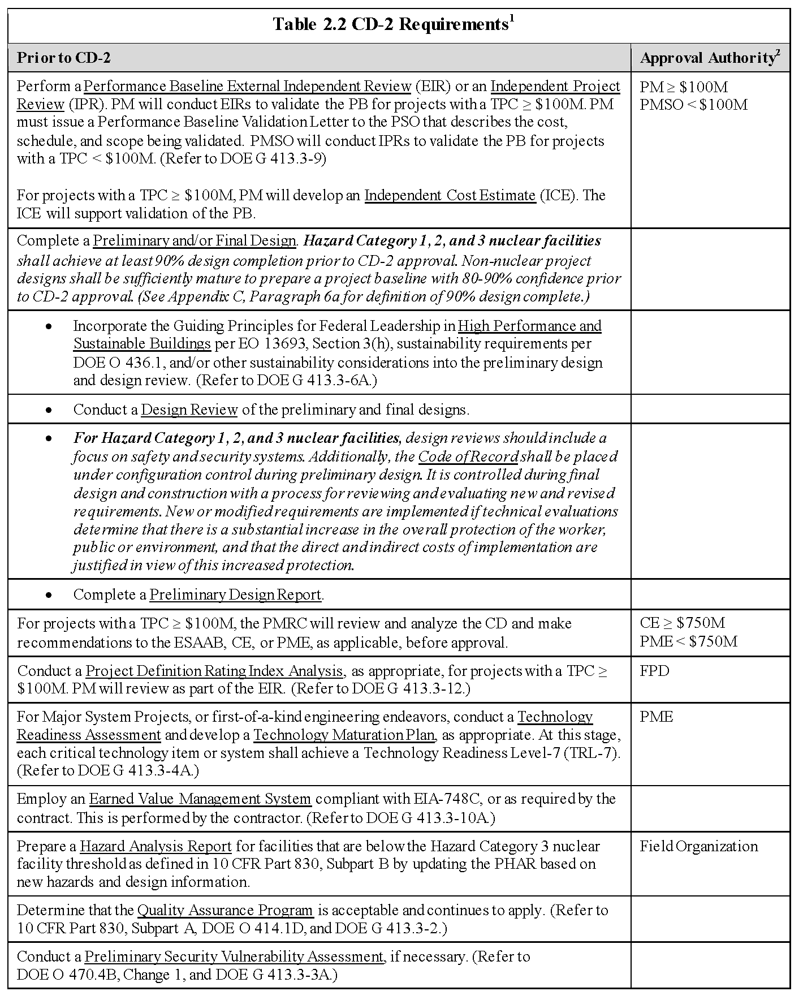 Table 2.2 CD-2 Requirements1
Prior to CD-2
Approval Authority2
Perform a Performance Baseline External Independent Review (EIR) or an Independent Project
Review (IPR). PM will conduct EIRs to validate the PB for projects with a TPC ≥ $100M. PM
must issue a Performance Baseline Validation Letter to the PSO that describes the cost,
schedule, and scope being validated. PMSO will conduct IPRs to validate the PB for projects
with a TPC < $100M. (Refer to DOE G 413.3-9)
For projects with a TPC ≥ $100M, PM will develop an Independent Cost Estimate (ICE). The
ICE will support validation of the PB.
PM ≥ $100M
PMSO < $100M
Complete a Preliminary and/or Final Design. Hazard Category 1, 2, and 3 nuclear facilities
shall achieve at least 90% design completion prior to CD-2 approval. Non-nuclear project
designs shall be sufficiently mature to prepare a project baseline with 80-90% confidence prior
to CD-2 approval. (See Appendix C, Paragraph 6a for definition of 90% design complete.)
• Incorporate the Guiding Principles for Federal Leadership in High Performance and
Sustainable Buildings per EO 13693, Section 3(h), sustainability requirements per
DOE O 436.1, and/or other sustainability considerations into the preliminary design
and design review. (Refer to DOE G 413.3-6A.)
• Conduct a Design Review of the preliminary and final designs.
• For Hazard Category 1, 2, and 3 nuclear facilities, design reviews should include a
focus on safety and security systems. Additionally, the Code of Record shall be placed
under configuration control during preliminary design. It is controlled during final
design and construction with a process for reviewing and evaluating new and revised
requirements. New or modified requirements are implemented if technical evaluations
determine that there is a substantial increase in the overall protection of the worker,
public or environment, and that the direct and indirect costs of implementation are
justified in view of this increased protection.
• Complete a Preliminary Design Report.
For projects with a TPC ≥ $100M, the PMRC will review and analyze the CD and make
recommendations to the ESAAB, CE, or PME, as applicable, before approval.
CE ≥ $750M
PME < $750M
Conduct a Project Definition Rating Index Analysis, as appropriate, for projects with a TPC ≥
$100M. PM will review as part of the EIR. (Refer to DOE G 413.3-12.)
FPD
For Major System Projects, or first-of-a-kind engineering endeavors, conduct a Technology
Readiness Assessment and develop a Technology Maturation Plan, as appropriate. At this stage,
each critical technology item or system shall achieve a Technology Readiness Level-7 (TRL-7).
(Refer to DOE G 413.3-4A.)
PME
Employ an Earned Value Management System compliant with EIA-748C, or as required by the
contract. This is performed by the contractor. (Refer to DOE G 413.3-10A.)
Prepare a Hazard Analysis Report for facilities that are below the Hazard Category 3 nuclear
facility threshold as defined in 10 CFR Part 830, Subpart B by updating the PHAR based on
new hazards and design information.
Field Organization
Determine that the Quality Assurance Program is acceptable and continues to apply. (Refer to
10 CFR Part 830, Subpart A, DOE O 414.1D, and DOE G 413.3-2.)
Conduct a Preliminary Security Vulnerability Assessment, if necessary. (Refer to
DOE O 470.4B, Change 1, and DOE G 413.3-3A.)